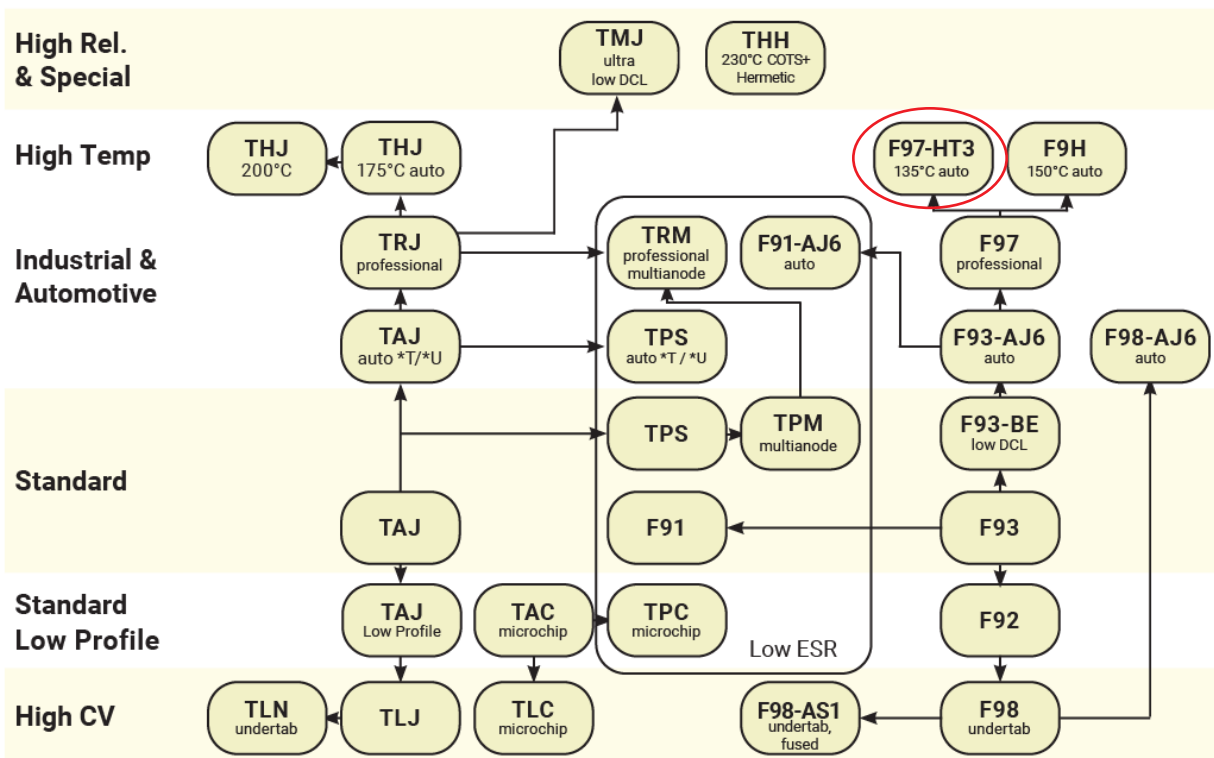 High Rel.
& Special
TMJ
ultra
low DCL
THH
230°C COTS+
Hermetic
High Temp
THJ
200°C
THJ
175°C auto
F97-HT3
135°C auto
F9H
150°C auto
Industrial &
Automotive
TRJ
professional
TRM
professional
multianode
F91-AJ6
auto
F97
professional
TAJ
auto *T/*U
TPS
auto *T / *U
F93-AJ6
auto
F98-AJ6
auto
Standard
TPS
TPM
multianode
F93-BE
low DCL
TAJ
F91
F93
Standard
Low Profile
TAJ
Low Profile
TAC
microchip
TPC
microchip
Low ESR
F92
High CV
TLN
undertab
TLJ
TLC
microchip
F98-AS1
undertab,
fused
F98
undertab